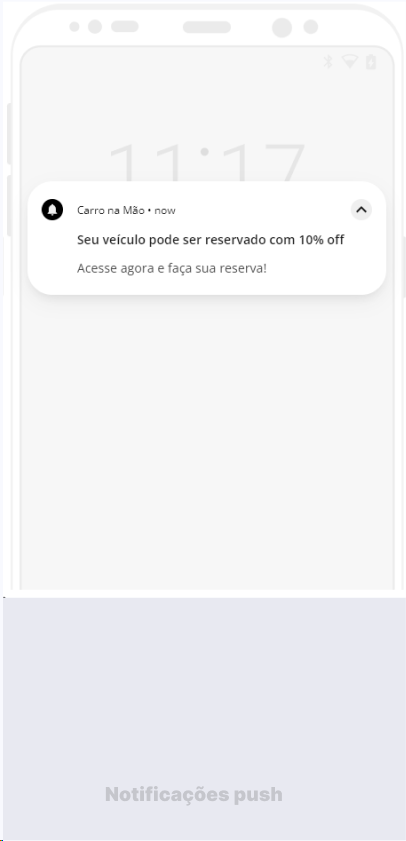 11:17
Carro na Mão • now
Seu veículo pode ser reservado com 10% off
Acesse agora e faça sua reserva!
Notificações push